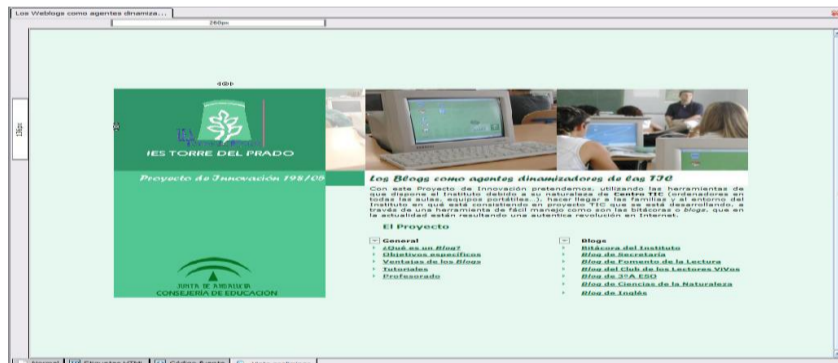 Los Weblogs como agentes dinamiza...
260px
136px
IES TORRE DEL PRADO
Proyecto de Innovación 198/05
Los Blogs como agentes dinamizadores de las TIC
Con este Proyecto de Innovación pretendemos, utilizando las herramientas de
que dispone el Instituto debido a su naturaleza de Centro TIC (ordenadores en
todas las aulas, equipos portátiles..), hacer llegar a las familias y al entorno del
Instituto en qué está consistiendo en proyecto TIC que se está desarrollando, a
través de una herramienta de fácil manejo como son las bitácoras o blogs, que en
la actualidad están resultando una autentica revolución en Internet.
El Proyecto
General
¿Qué es un Blog?
Objetivos específicos
Ventajas de los Blogs
Tutoriales
Profesorado
Blogs
Bitácora del Instituto
Blog de Secretaría
Blog de Fomento de la Lectura
Blog del Club de los Lectores ViVos
Blog de 3ºA ESO
Blog de Ciencias de la Naturaleza
Blog de Inglés
JUNTA DE ANDALUCIA
CONSEJERÍA DE EDUCACIÓN